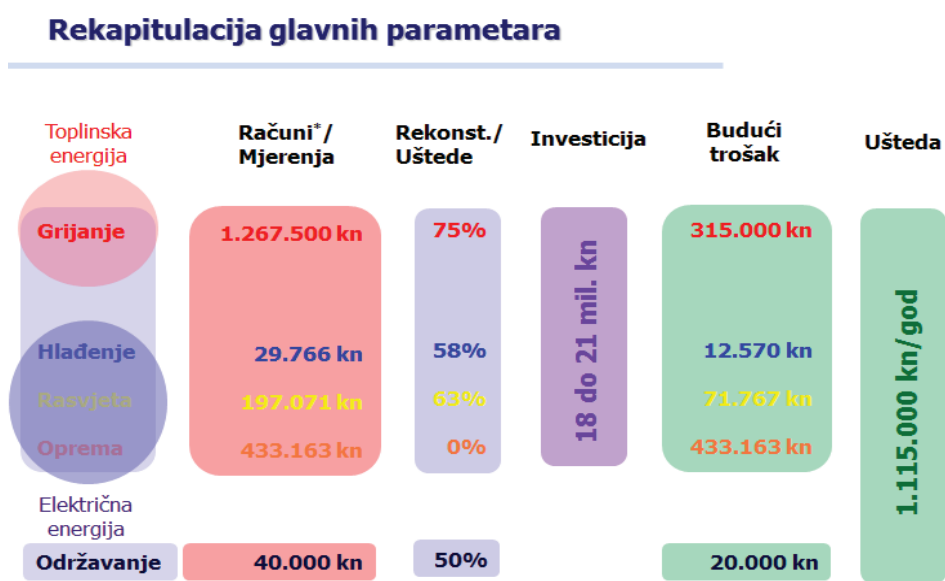 Rekapitulacija glavnih parametara
Toplinska
energija
Računi*/
Mjerenja
Rekonst./
Uštede
Investicija
Budući
trošak
Ušteda
Grijanje
1.267.500 kn
75%
315.000 kn
Hlađenje
29.766 kn
58%
12.570 kn
Rasvjeta
197.071 kn
63%
71.767 kn
Oprema
433.163 kn
0%
433.163 kn
18 do 21 mil. kn
1.115.000 kn/god
Električna
energija
Održavanje
40.000 kn
50%
20.000 kn